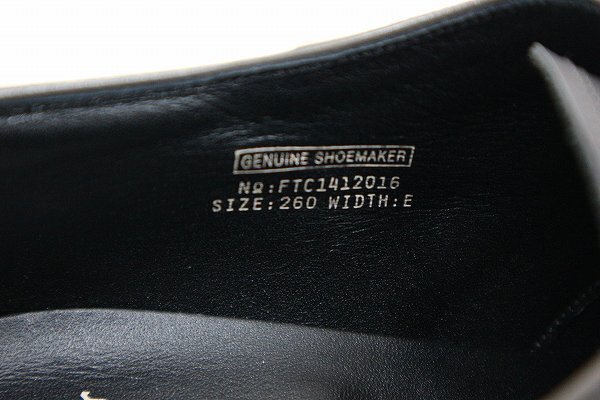 GENUINE SHOEMAKER
NO:FTC1412016
SIZE:260 WIDTH:E